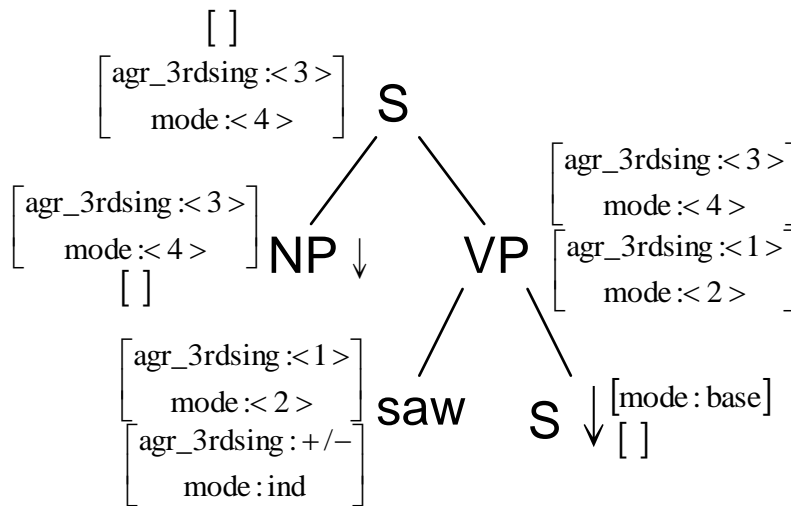 [ ]
[agr_3rdsing:<3>
mode:<4>]
S
[agr_3rdsing:<3>
mode:<4>]
[agr_3rdsing:<3>
mode:<4>]
[ ]
NP ↓
VP
[agr_3rdsing:<1>
mode:<2>]
[agr_3rdsing:<1>
mode:<2>]
saw
[agr_3rdsing:+/−
mode:ind]
S ↓
[mode:base]
[ ]